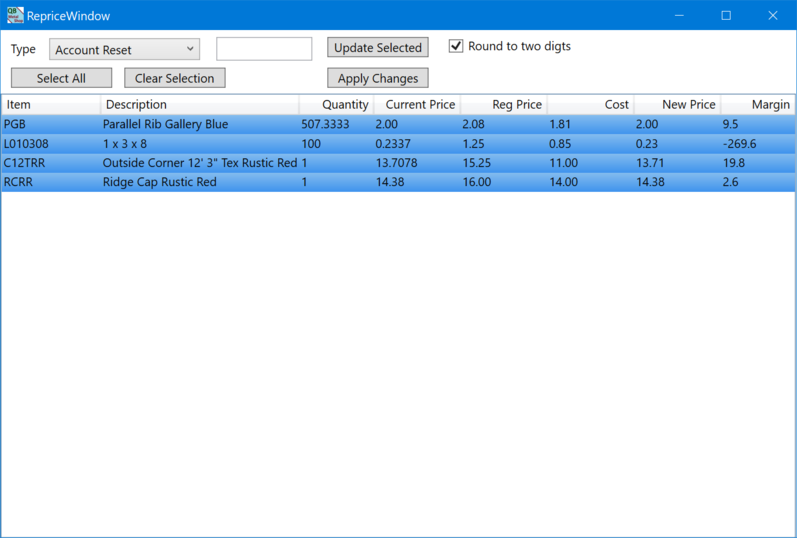 RepriceWindow
Type Account Reset Update Selected Round to two digts
Select All Clear Selection Apply Changes
Item Description Quantity Current Price Reg Price Cost New Price Margin
PGB Parallel Rib Gallery Blue 507.3333 2.00 2.08 1.81 2.00 9.5
L010308 1 x 3 x 8 100 0.2337 1.25 0.85 0.23 -269.6
C12TRR Outside Corner 12' 3" Tex Rustic Red 1 13.7078 15.25 11.00 13.71 19.8
RCRR Ridge Cap Rustic Red 1 14.38 16.00 14.00 14.38 2.6